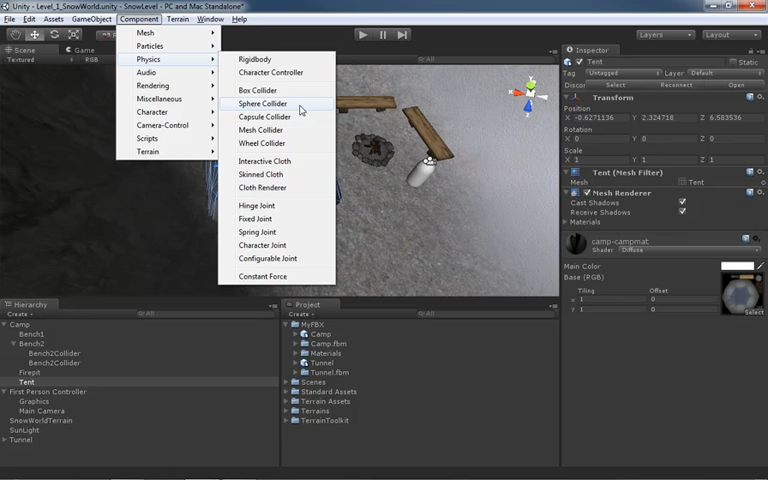 Unity - Level_1_SnowWorld.unity - SnowLevel - PC and Mac Standalone*
File Edit Assets GameObject Component Terrain Window Help
Layers Layout
Scene Game
Textured RGB All
Mesh
Particles
Physics
Audio
Rendering
Miscellaneous
Character
Camera-Control
Scripts
Terrain
Rigidbody
Character Controller
Box Collider
Sphere Collider
Capsule Collider
Mesh Collider
Wheel Collider
Interactive Cloth
Skinned Cloth
Cloth Renderer
Hinge Joint
Fixed Joint
Spring Joint
Character Joint
Configurable Joint
Constant Force
Inspector
Tent Static
Tag Untagged Layer Default
Discor Select Reconnect Open
Transform
Position
X -0.6271136 Y 2.324718 Z 6.583536
Rotation
X 0 Y 0 Z 0
Scale
X 1 Y 1 Z 1
Tent (Mesh Filter)
Mesh Tent
Mesh Renderer
Cast Shadows
Receive Shadows
Materials
camp-campmat
Shader Diffuse
Main Color
Base (RGB)
Tiling Offset
x 1 0
y 1 0
Select
Hierarchy
Create All
Camp
Bench1
Bench2
Bench2Collider
Bench2Collider
Firepit
Tent
First Person Controller
Graphics
Main Camera
SnowWorldTerrain
SunLight
Tunnel
Project
Create All
MyFBX
Camp
Camp.fbm
Materials
Tunnel
Tunnel.fbm
Scenes
Standard Assets
Terrain Assets
Terrains
TerrainToolkit